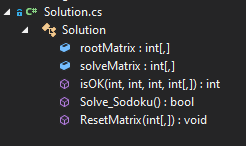 C# Solution.cs
Solution
rootMatrix : int[,]
solveMatrix : int[,]
isOK(int, int, int, int[,]) : int
Solve_Sodoku() : bool
ResetMatrix(int[,]) : void